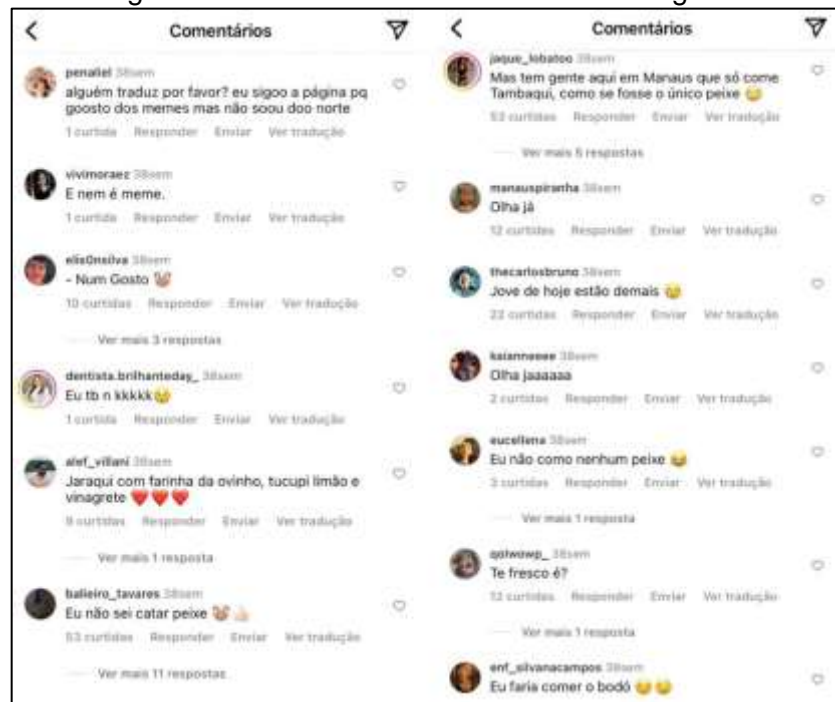 Comentários
penaliel 38sem
alguém traduz por favor? eu sigoo a página pq
goosto dos memes mas não soou doo norte
1 curtida Responder Enviar Ver tradução
vivimoraez 38sem
E nem é meme.
1 curtida Responder Enviar Ver tradução
elis0nsilva 38sem
- Num Gosto
10 curtidas Responder Enviar Ver tradução
Ver mais 3 respostas
dentista.brilhanteday_ 38sem
Eu tb n kkkkk
1 curtida Responder Enviar Ver tradução
alef_villani 38sem
Jaraqui com farinha da ovinho, tucupi limão e
vinagrete ❤️❤️❤️
9 curtidas Responder Enviar Ver tradução
Ver mais 1 resposta
balieiro_tavares 38sem
Eu não sei catar peixe
53 curtidas Responder Enviar Ver tradução
Ver mais 11 respostas
Comentários
jaque_lobatoo 38sem
Mas tem gente aqui em Manaus que só come
Tambaqui, como se fosse o único peixe
53 curtidas Responder Enviar Ver tradução
Ver mais 5 respostas
manauspiranha 38sem
Olha já
12 curtidas Responder Enviar Ver tradução
thecarlosbruno 38sem
Jove de hoje estão demais
22 curtidas Responder Enviar Ver tradução
kaianneeee 38sem
Olha jaaaaaa
2 curtidas Responder Enviar Ver tradução
eucellena 38sem
Eu não como nenhum peixe
3 curtidas Responder Enviar Ver tradução
Ver mais 1 resposta
38sem
Te fresco é?
12 curtidas Responder Enviar Ver tradução
Ver mais 1 resposta
enf_silvanacampos 38sem
Eu faria comer o bodó